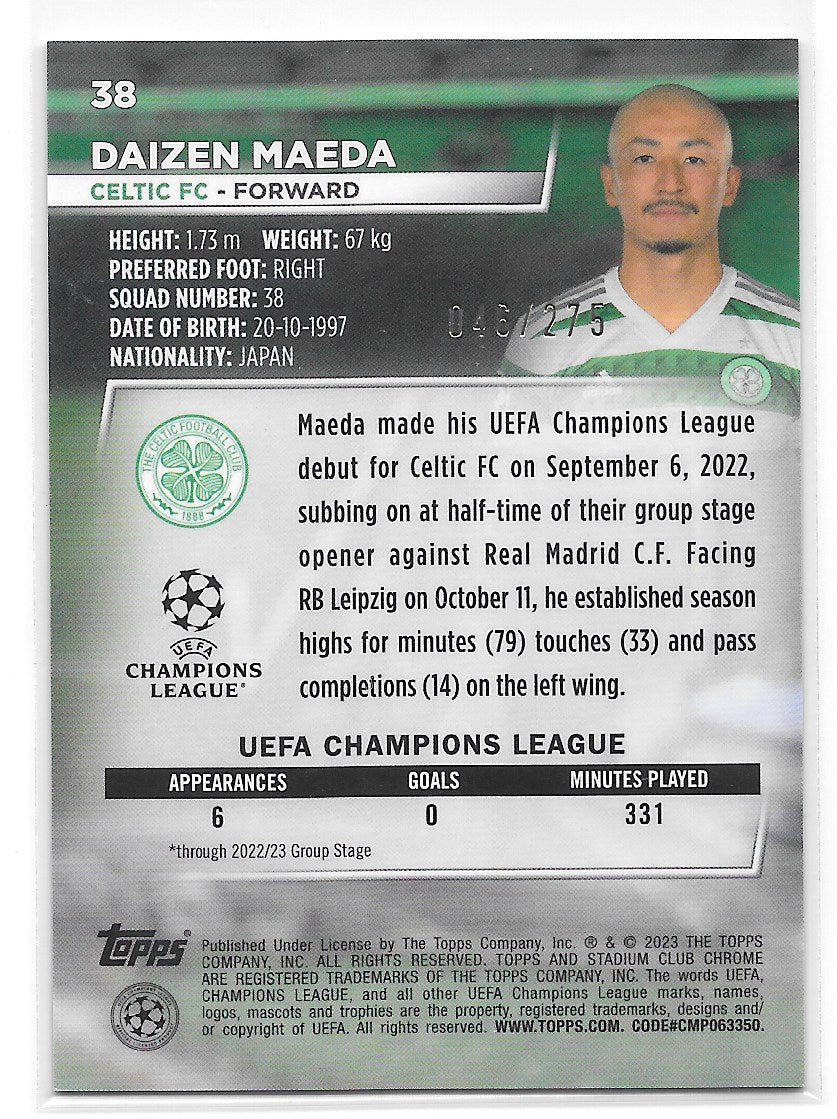 38
DAIZEN MAEDA
CELTIC FC - FORWARD
HEIGHT: 1.73 m WEIGHT: 67 kg
PREFERRED FOOT: RIGHT
SQUAD NUMBER: 38
046/275
DATE OF BIRTH: 20-10-1997
NATIONALITY: JAPAN
THE CELTIC FOOTBALL CLUB
1888
Maeda made his UEFA Champions League
debut for Celtic FC on September 6, 2022,
subbing on at half-time of their group stage
opener against Real Madrid C.F. Facing
RB Leipzig on October 11, he established season
highs for minutes (79) touches (33) and pass
completions (14) on the left wing.
UEFA
CHAMPIONS
LEAGUE®
UEFA CHAMPIONS LEAGUE
APPEARANCES GOALS MINUTES PLAYED
6 0 331
*through 2022/23 Group Stage
Topps®
Published Under License by The Topps Company, Inc. ® & © 2023 THE TOPPS
COMPANY, INC. ALL RIGHTS RESERVED. TOPPS AND STADIUM CLUB CHROME
ARE REGISTERED TRADEMARKS OF THE TOPPS COMPANY, INC. The words UEFA,
CHAMPIONS LEAGUE, and all other UEFA Champions League marks, names,
logos, mascots and trophies are the property, registered trademarks, designs and/
or copyright of UEFA. All rights reserved. WWW.TOPPS.COM. CODE#CMP063350.